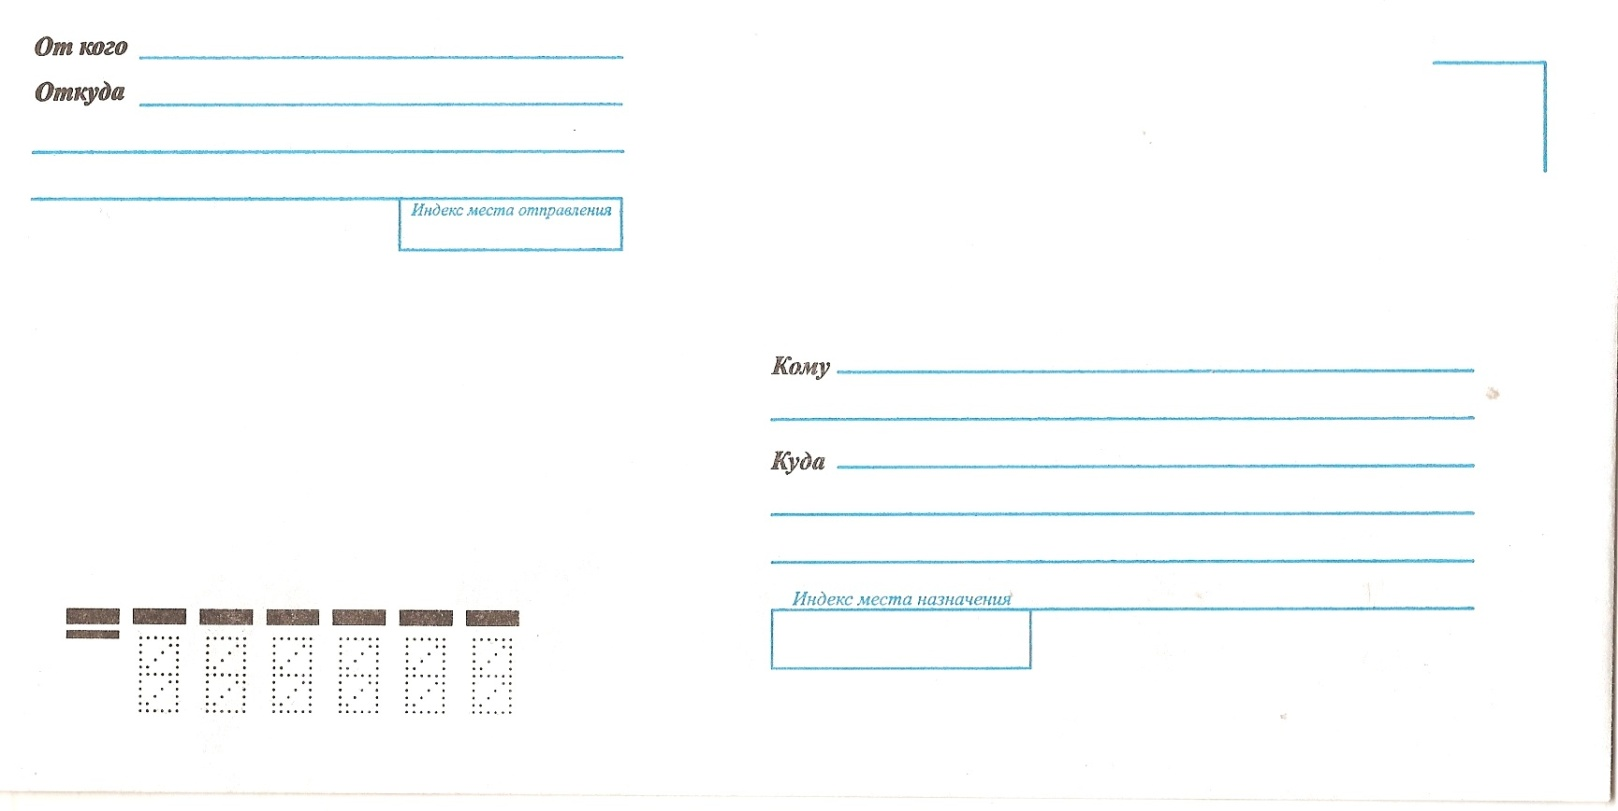 От кого
Откуда
Индекс места отправления
Кому
Куда
Индекс места назначения